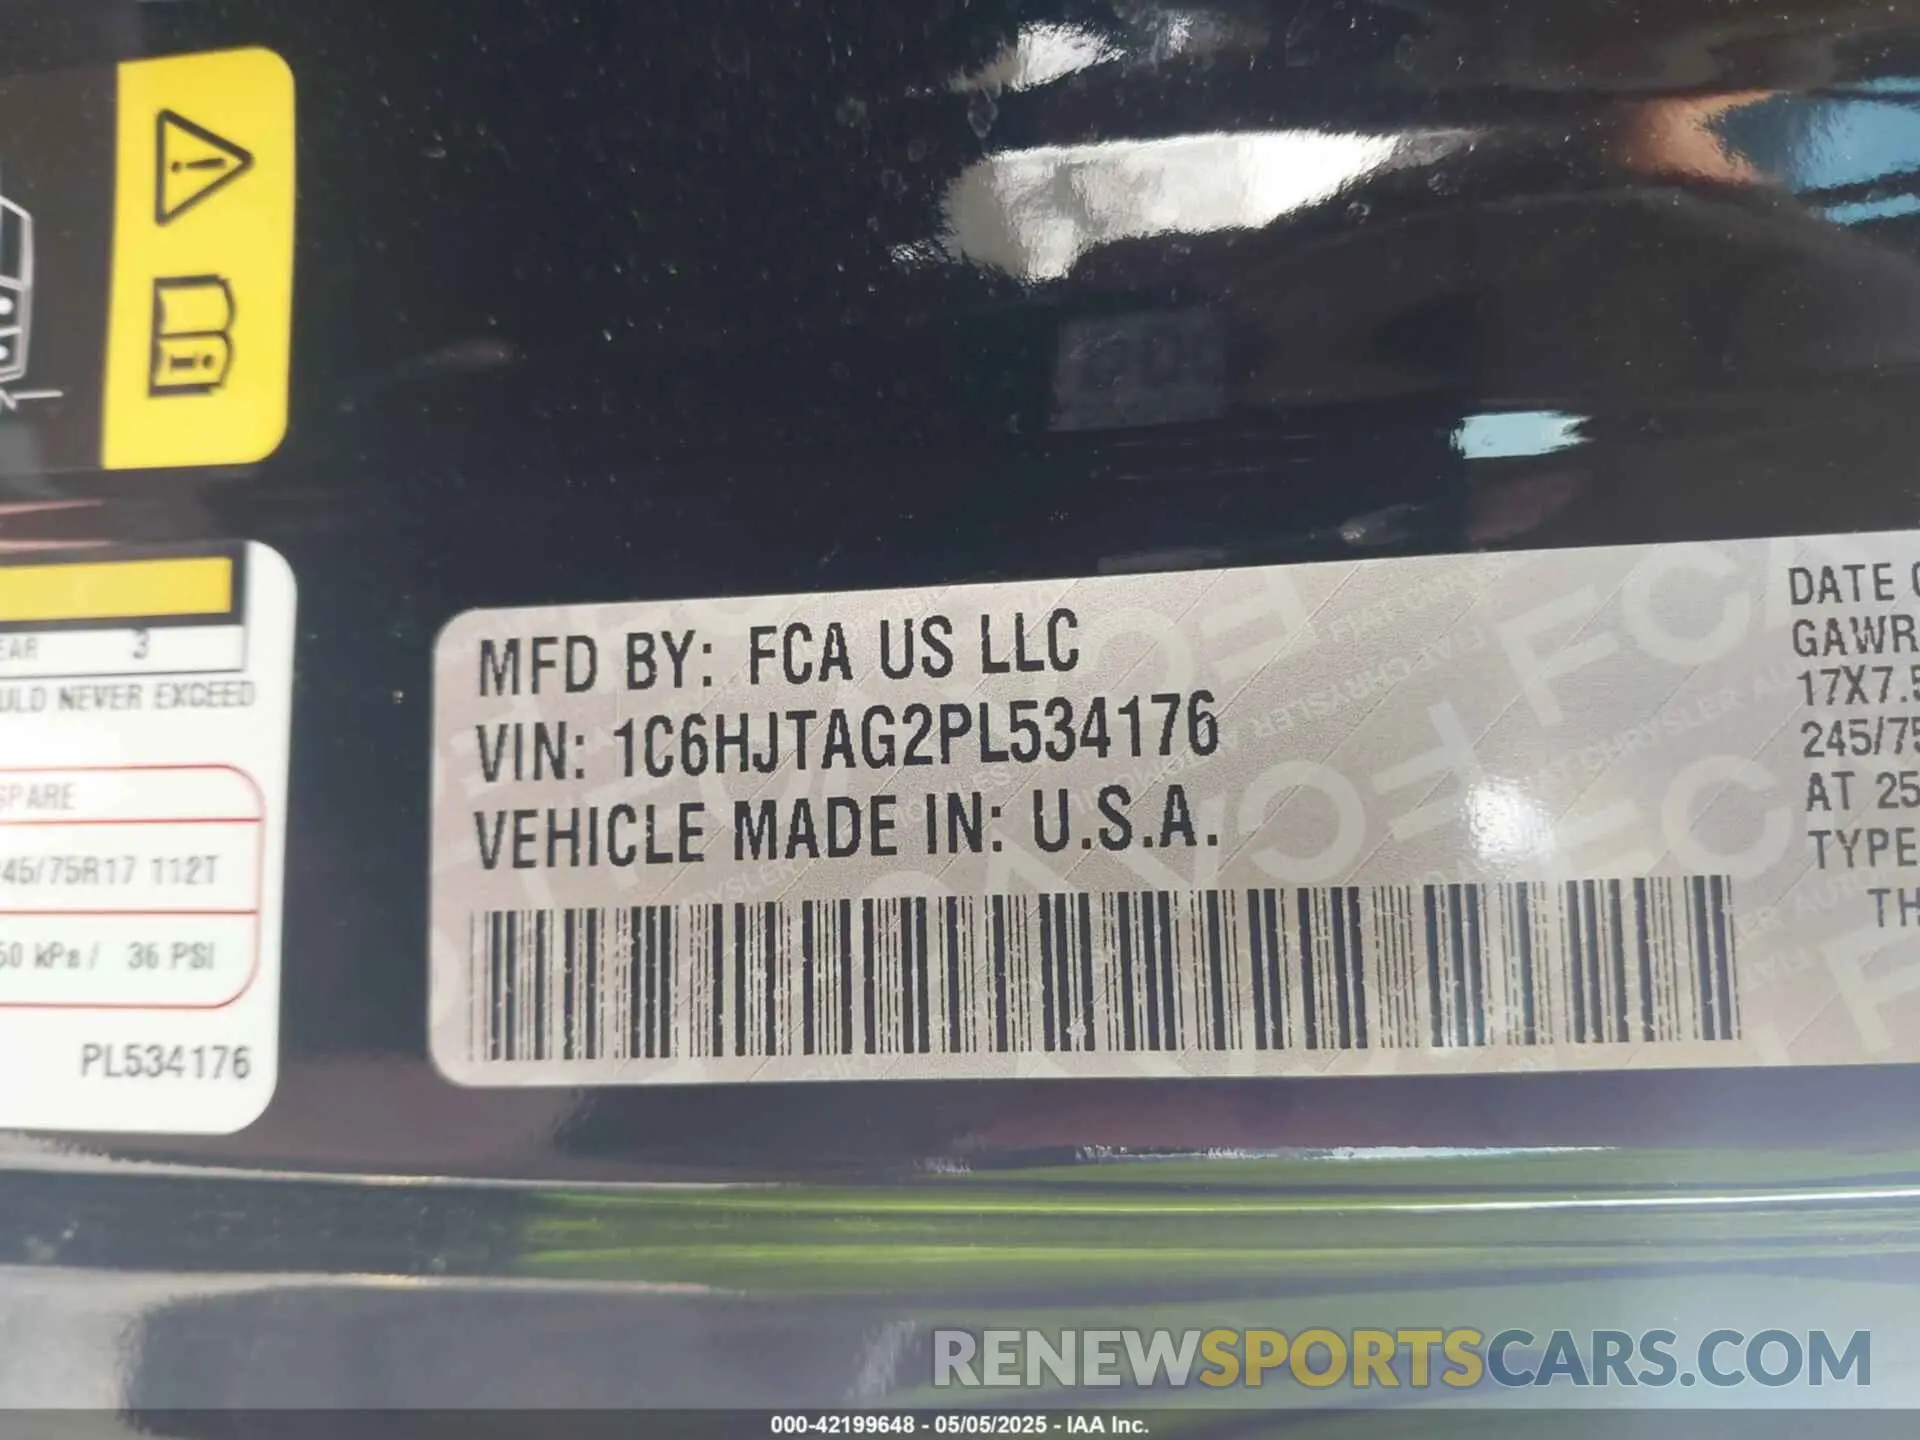 EAR 3
ULD NEVER EXCEED
SPARE
45/75R17 112T
50 kPa / 36 PSI
PL534176
MFD BY: FCA US LLC
VIN: 1C6HJTAG2PL534176
VEHICLE MADE IN: U.S.A.
DATE O
GAWR
17X7.5
245/75
AT 25
TYPE
TH
RENEWSPORTSCARS.COM
000-42199648 - 05/05/2025 - IAA Inc.